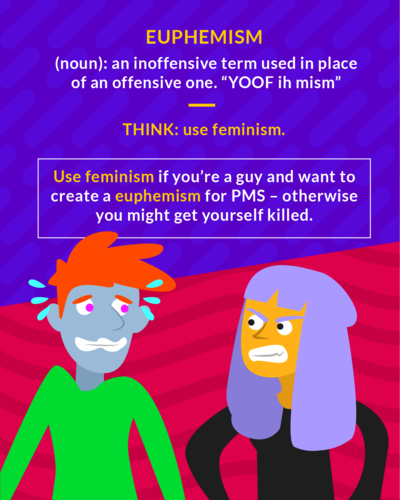 EUPHEMISM
(noun): an inoffensive term used in place
of an offensive one. “YOOF ih mism”
THINK: use feminism.
Use feminism if you’re a guy and want to
create a euphemism for PMS – otherwise
you might get yourself killed.